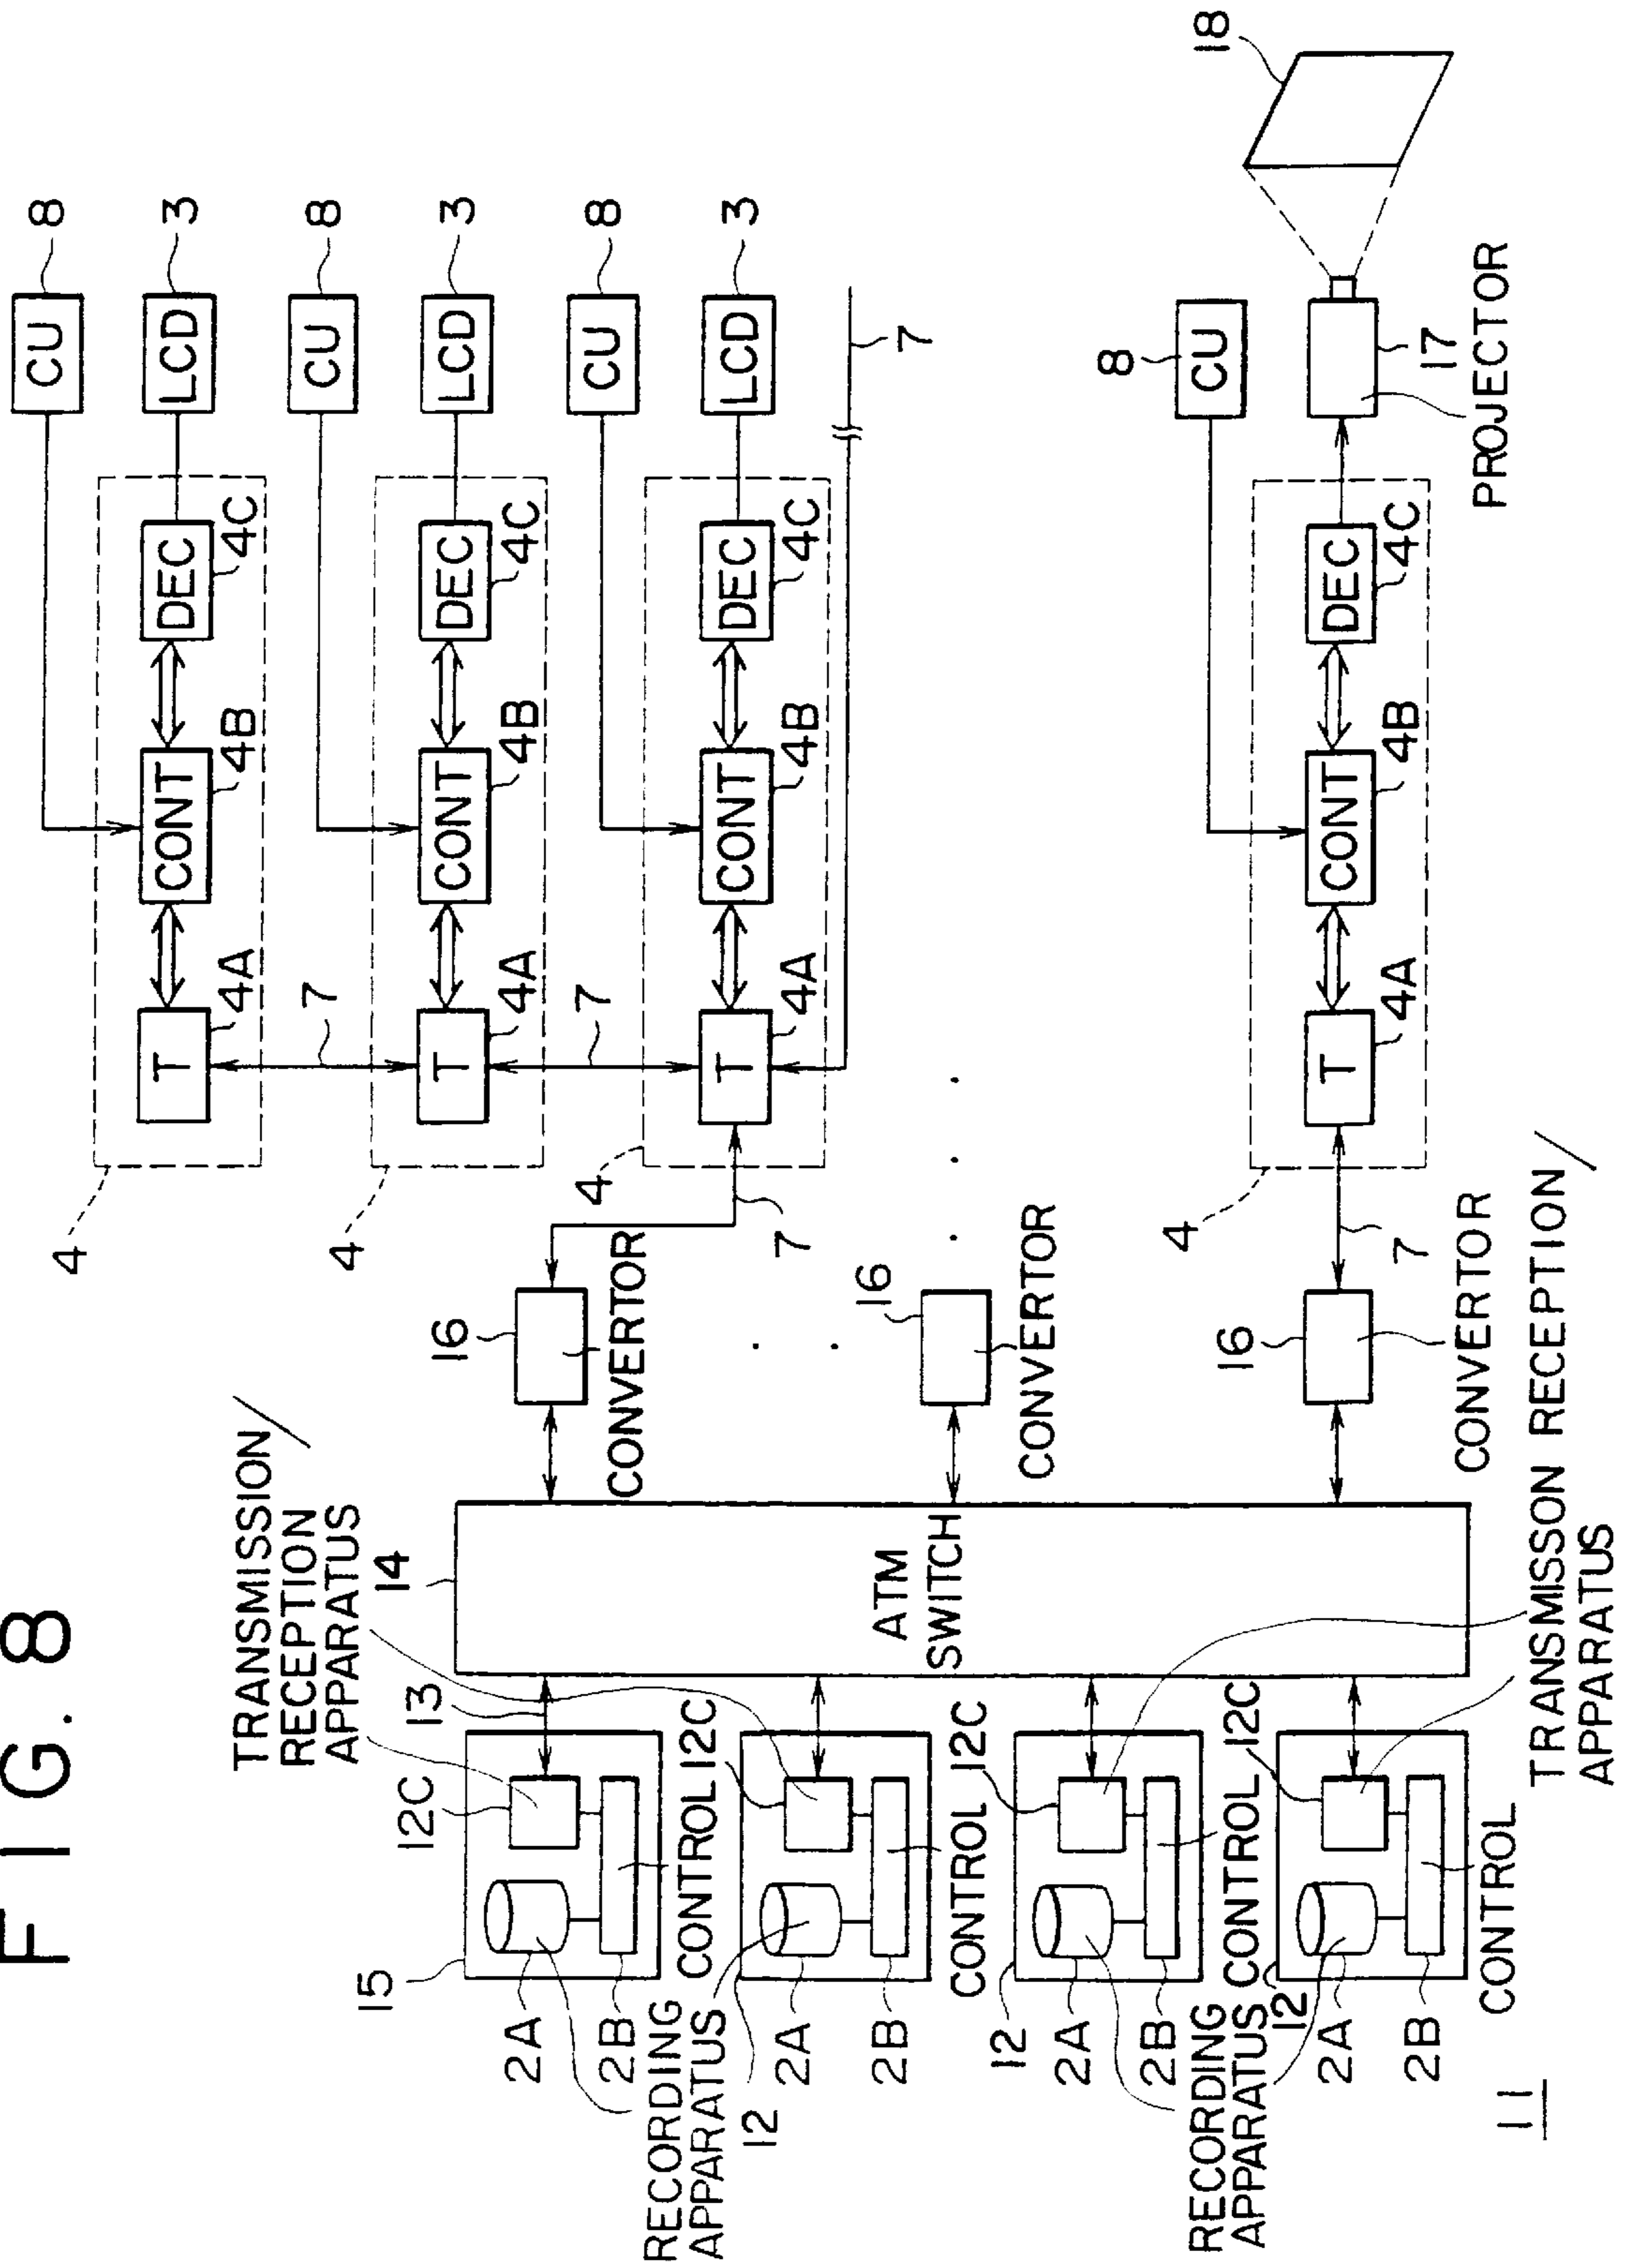 FIG. 8
TRANSMISSION/
RECEPTION
APPARATUS
15
12C
13
14
2A
2B
CONTROL
RECORDING
APPARATUS
12
12C
2A
2B
CONTROL
12
12C
2A
2B
CONTROL
RECORDING
APPARATUS
12
12C
2A
2B
CONTROL
TRANSMISSON RECEPTION/
APPARATUS
11
ATM
SWITCH
16
CONVERTOR
16
CONVERTOR
16
CONVERTOR
4
T
4A
CONT
4B
DEC
4C
CU
8
LCD
3
7
4
T
4A
CONT
4B
DEC
4C
CU
8
LCD
3
7
4
T
4A
CONT
4B
DEC
4C
CU
8
LCD
3
7
7
4
T
4A
CONT
4B
DEC
4C
CU
8
7
17
PROJECTOR
18